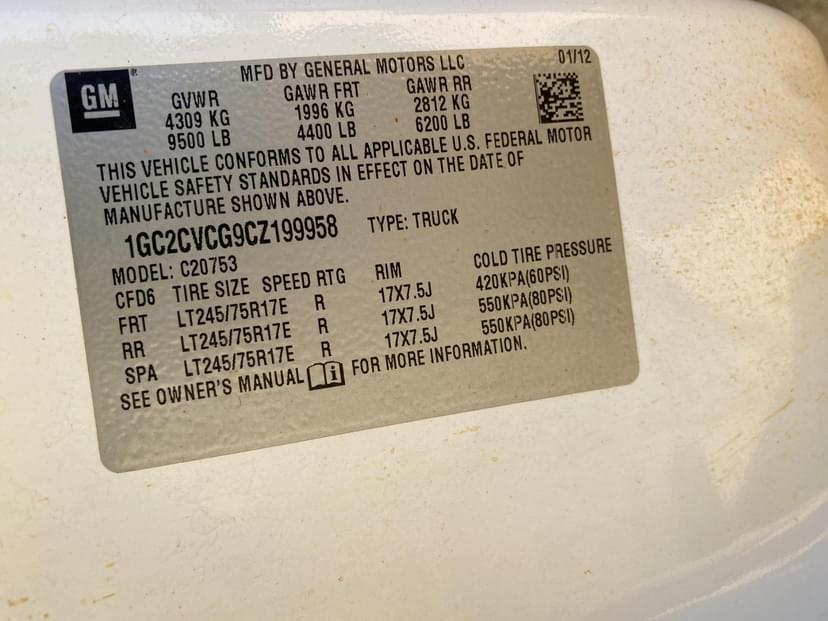 GM
®
MFD BY GENERAL MOTORS LLC 01/12
GVWR GAWR FRT GAWR RR
4309 KG 1996 KG 2812 KG
9500 LB 4400 LB 6200 LB
THIS VEHICLE CONFORMS TO ALL APPLICABLE U.S. FEDERAL MOTOR
VEHICLE SAFETY STANDARDS IN EFFECT ON THE DATE OF
MANUFACTURE SHOWN ABOVE.
1GC2CVCG9CZ199958 TYPE: TRUCK
MODEL: C20753
CFD6 TIRE SIZE SPEED RTG RIM COLD TIRE PRESSURE
FRT LT245/75R17E R 17X7.5J 420KPA(60PSI)
RR LT245/75R17E R 17X7.5J 550KPA(80PSI)
SPA LT245/75R17E R 17X7.5J 550KPA(80PSI)
SEE OWNER'S MANUAL i FOR MORE INFORMATION.